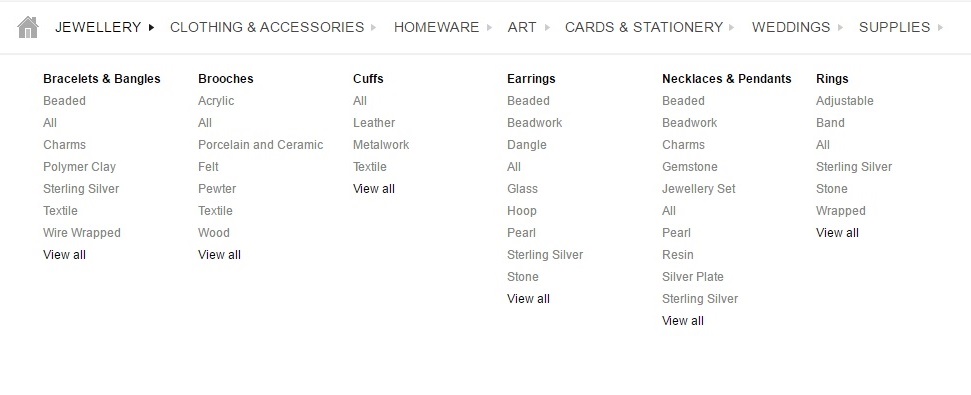 JEWELLERY CLOTHING & ACCESSORIES HOMEWARE ART CARDS & STATIONERY WEDDINGS SUPPLIES
Bracelets & Bangles
Beaded
All
Charms
Polymer Clay
Sterling Silver
Textile
Wire Wrapped
View all
Brooches
Acrylic
All
Porcelain and Ceramic
Felt
Pewter
Textile
Wood
View all
Cuffs
All
Leather
Metalwork
Textile
View all
Earrings
Beaded
Beadwork
Dangle
All
Glass
Hoop
Pearl
Sterling Silver
Stone
View all
Necklaces & Pendants
Beaded
Beadwork
Charms
Gemstone
Jewellery Set
All
Pearl
Resin
Silver Plate
Sterling Silver
View all
Rings
Adjustable
Band
All
Sterling Silver
Stone
Wrapped
View all